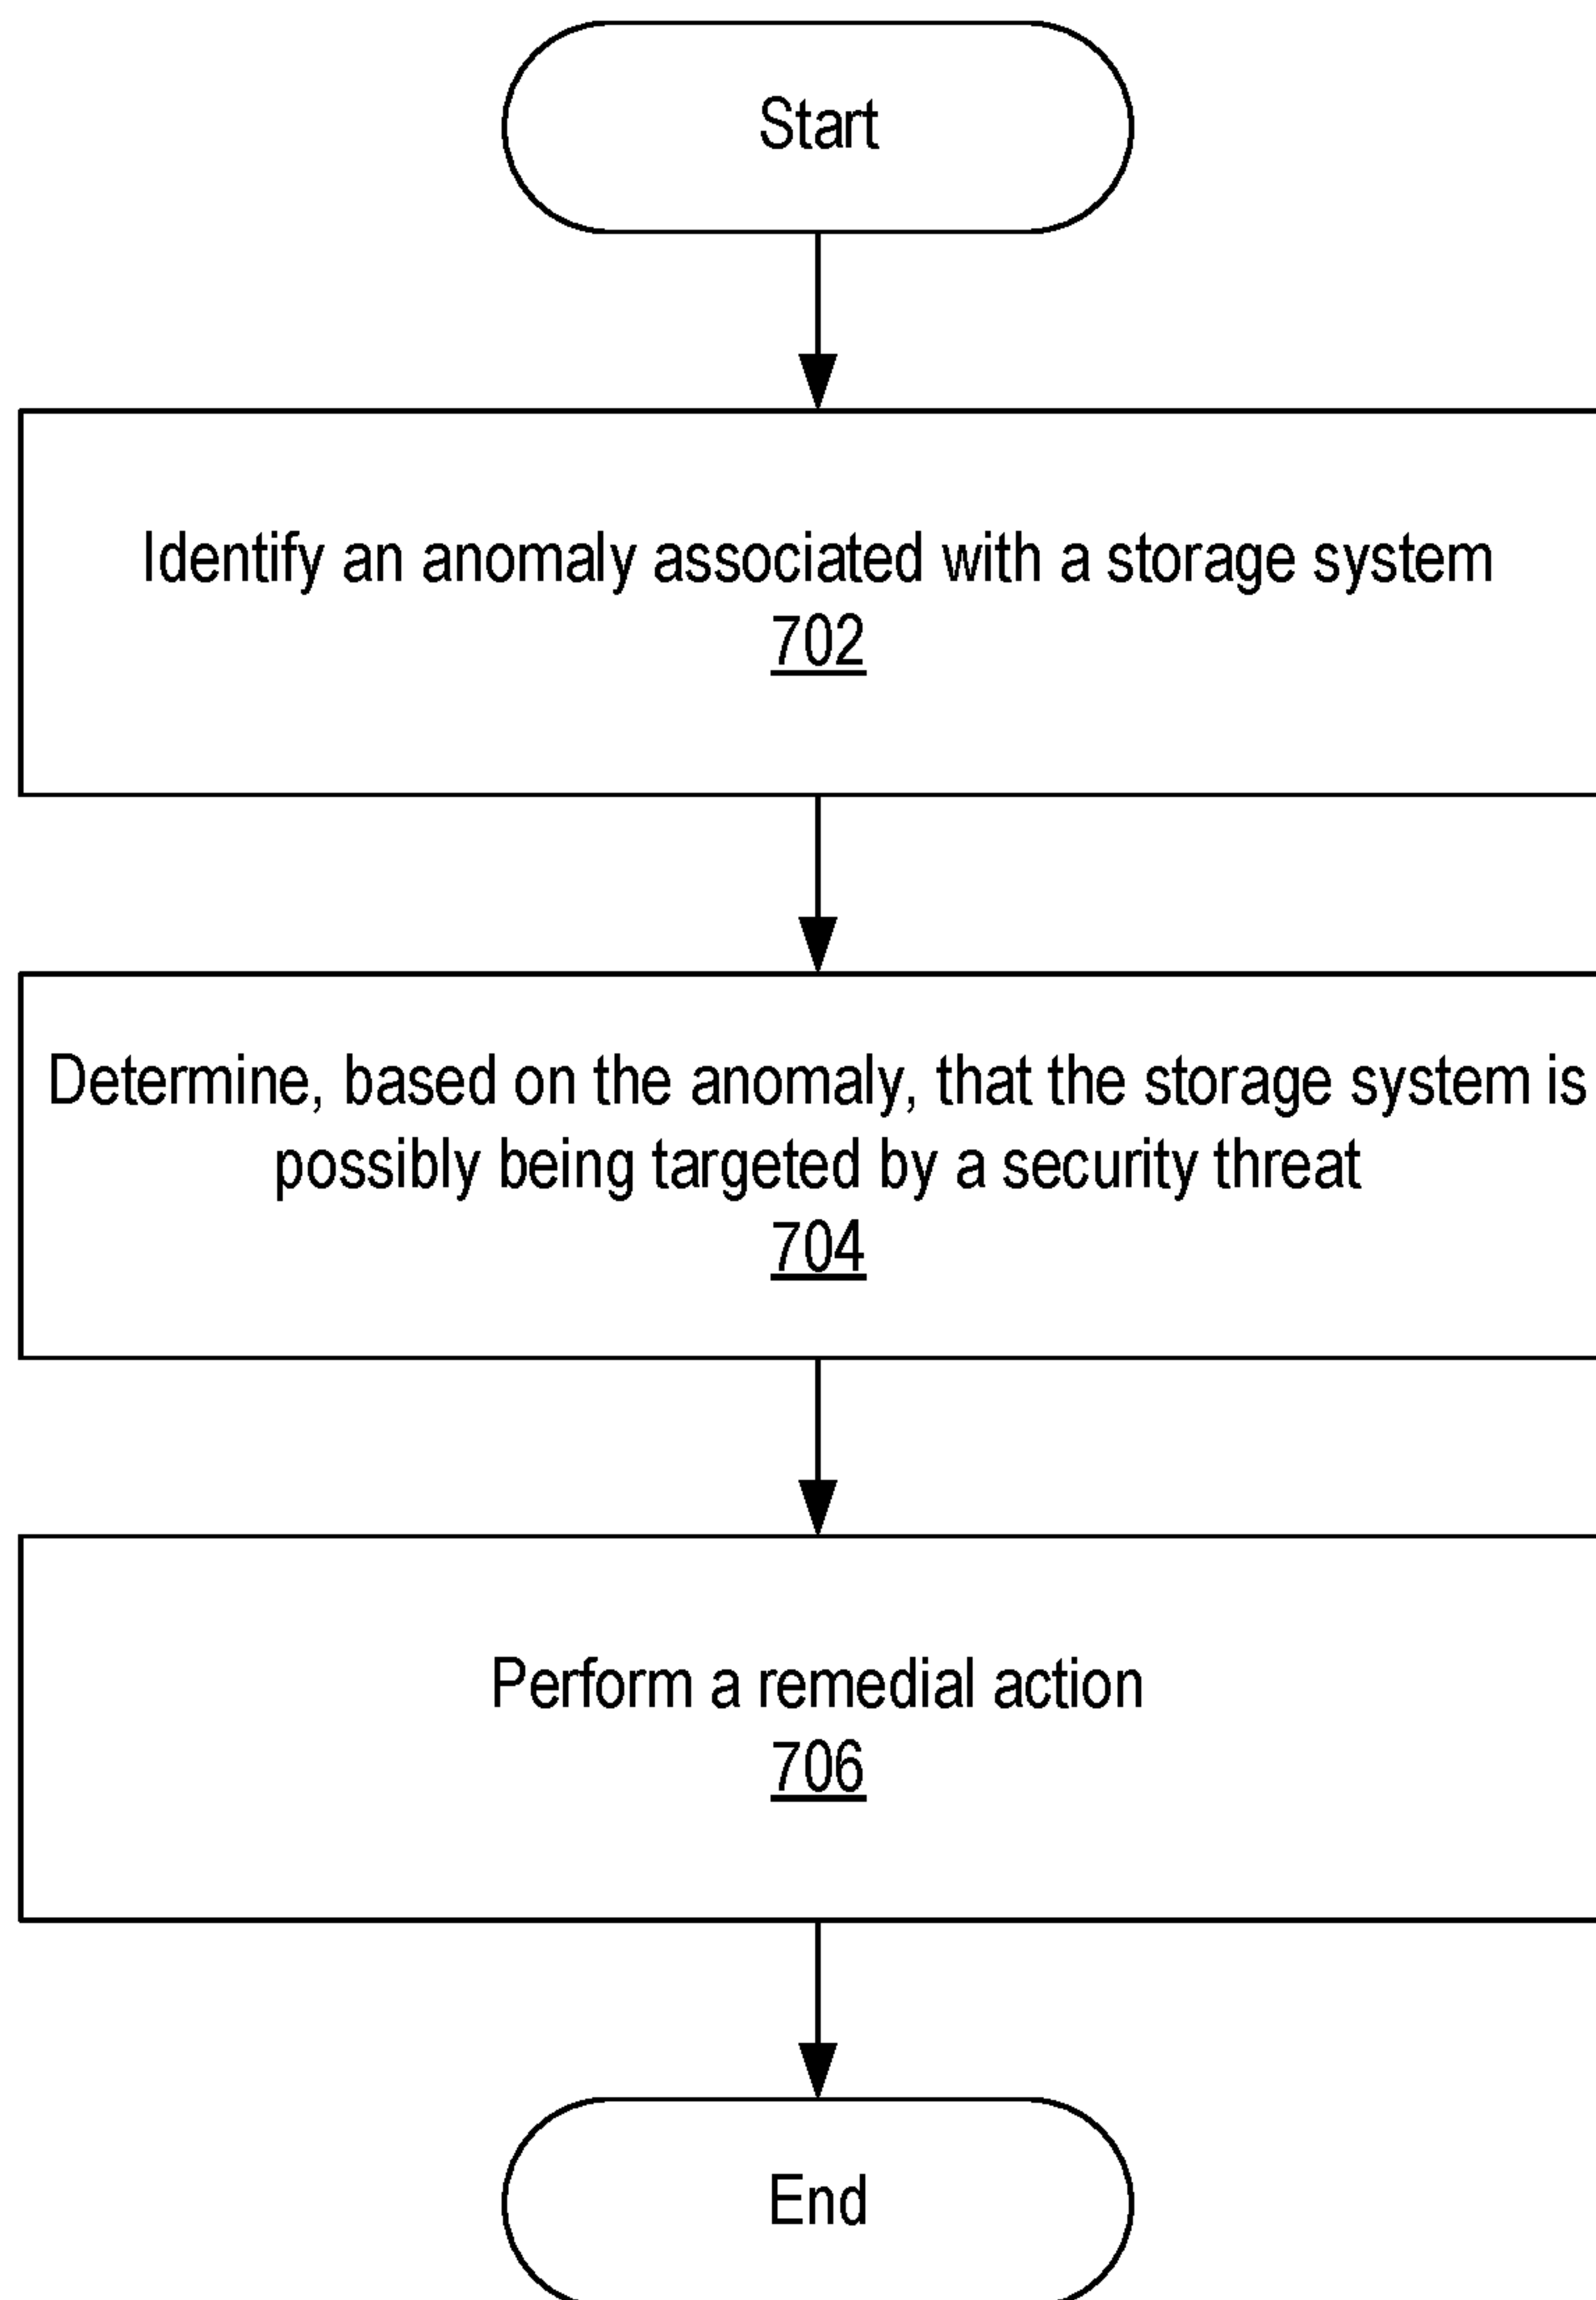 Start
Identify an anomaly associated with a storage system
702
Determine, based on the anomaly, that the storage system is
possibly being targeted by a security threat
704
Perform a remedial action
706
End